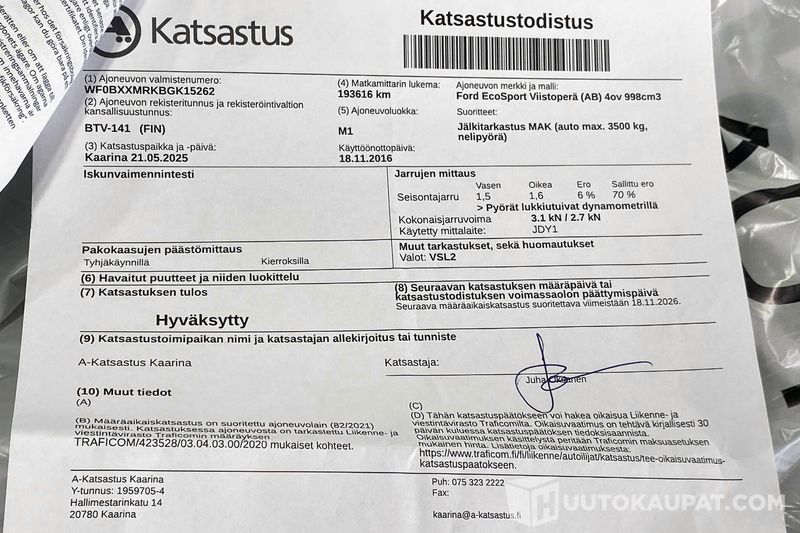 A Katsastus
Katsastustodistus
(1) Ajoneuvon valmistenumero:
WF0BXXMRKBGK15262
(4) Matkamittarin lukema:
193616 km
Ajoneuvon merkki ja malli:
Ford EcoSport Viistoperä (AB) 4ov 998cm3
(2) Ajoneuvon rekisteritunnus ja rekisteröintivaltion
kansallisuustunnus:
BTV-141 (FIN)
(5) Ajoneuvoluokka:
M1
Suoritteet:
Jälkitarkastus MAK (auto max. 3500 kg,
nelipyörä)
(3) Katsastuspaikka ja -päivä:
Kaarina 21.05.2025
Käyttöönottopäivä:
18.11.2016
Iskunvaimennintesti
Jarrujen mittaus
Vasen Oikea Ero Sallittu ero
Seisontajarru 1,5 1,6 6 % 70 %
> Pyörät lukkiutuivat dynamometrillä
Kokonaisjarruvoima 3.1 kN / 2.7 kN
Käytetty mittalaite: JDY1
Pakokaasujen päästömittaus
Tyhjäkäynnillä Kierroksilla
Muut tarkastukset, sekä huomautukset
Valot: VSL2
(6) Havaitut puutteet ja niiden luokittelu
(7) Katsastuksen tulos
Hyväksytty
(8) Seuraavan katsastuksen määräpäivä tai
katsastustodistuksen voimassaolon päättymispäivä
Seuraava määräaikaiskatsastus suoritettava viimeistään 18.11.2026.
(9) Katsastustoimipaikan nimi ja katsastajan allekirjoitus tai tunniste
A-Katsastus Kaarina
Katsastaja:
Juha
(10) Muut tiedot
(A)
(B) Määräaikaiskatsastus on suoritettu ajoneuvolain (82/2021)
mukaisesti. Katsastuksessa ajoneuvosta on tarkastettu Liikenne- ja
viestintävirasto Traficomin määräyksen
TRAFICOM/423528/03.04.03.00/2020 mukaiset kohteet.
(C)
(D) Tähän katsastuspäätökseen voi hakea oikaisua Liikenne- ja
viestintävirasto Traficomilta. Oikaisuvaatimus on tehtävä kirjallisesti 30
päivän kuluessa katsastuspäätöksen tiedoksisaannista.
Oikaisuvaatimuksen käsittelystä peritään Traficomin maksuasetuksen
mukainen hinta. Lisätietoja oikaisuvaatimuksesta:
https://www.traficom.fi/fi/liikenne/autoilijat/katsastus/tee-oikaisuvaatimus-
katsastuspaatokseen.
A-Katsastus Kaarina
Y-tunnus: 1959705-4
Hallimestarinkatu 14
20780 Kaarina
Puh: 075 323 2222
Fax:
kaarina@a-katsastus.fi
HUUTOKAUPAT.COM